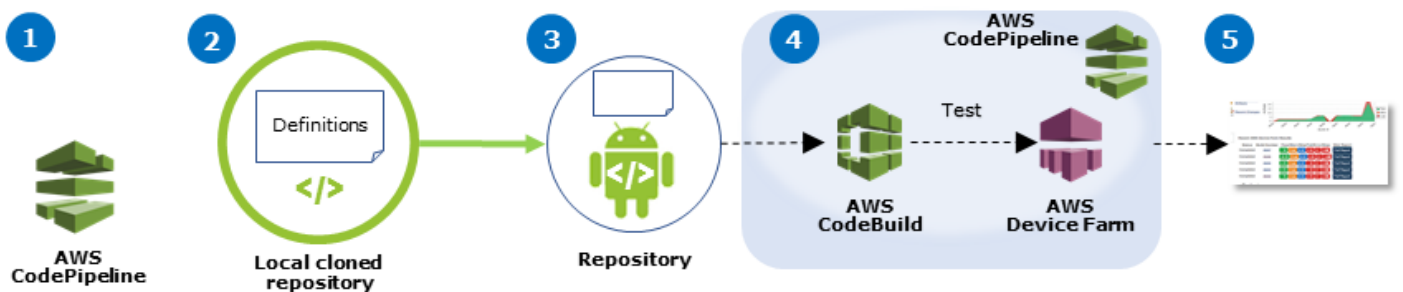 1
2
3
4
5
AWS
CodePipeline
Definitions
</>
Local cloned
repository
</>
Repository
AWS
CodePipeline
Test
AWS
CodeBuild
AWS
Device Farm